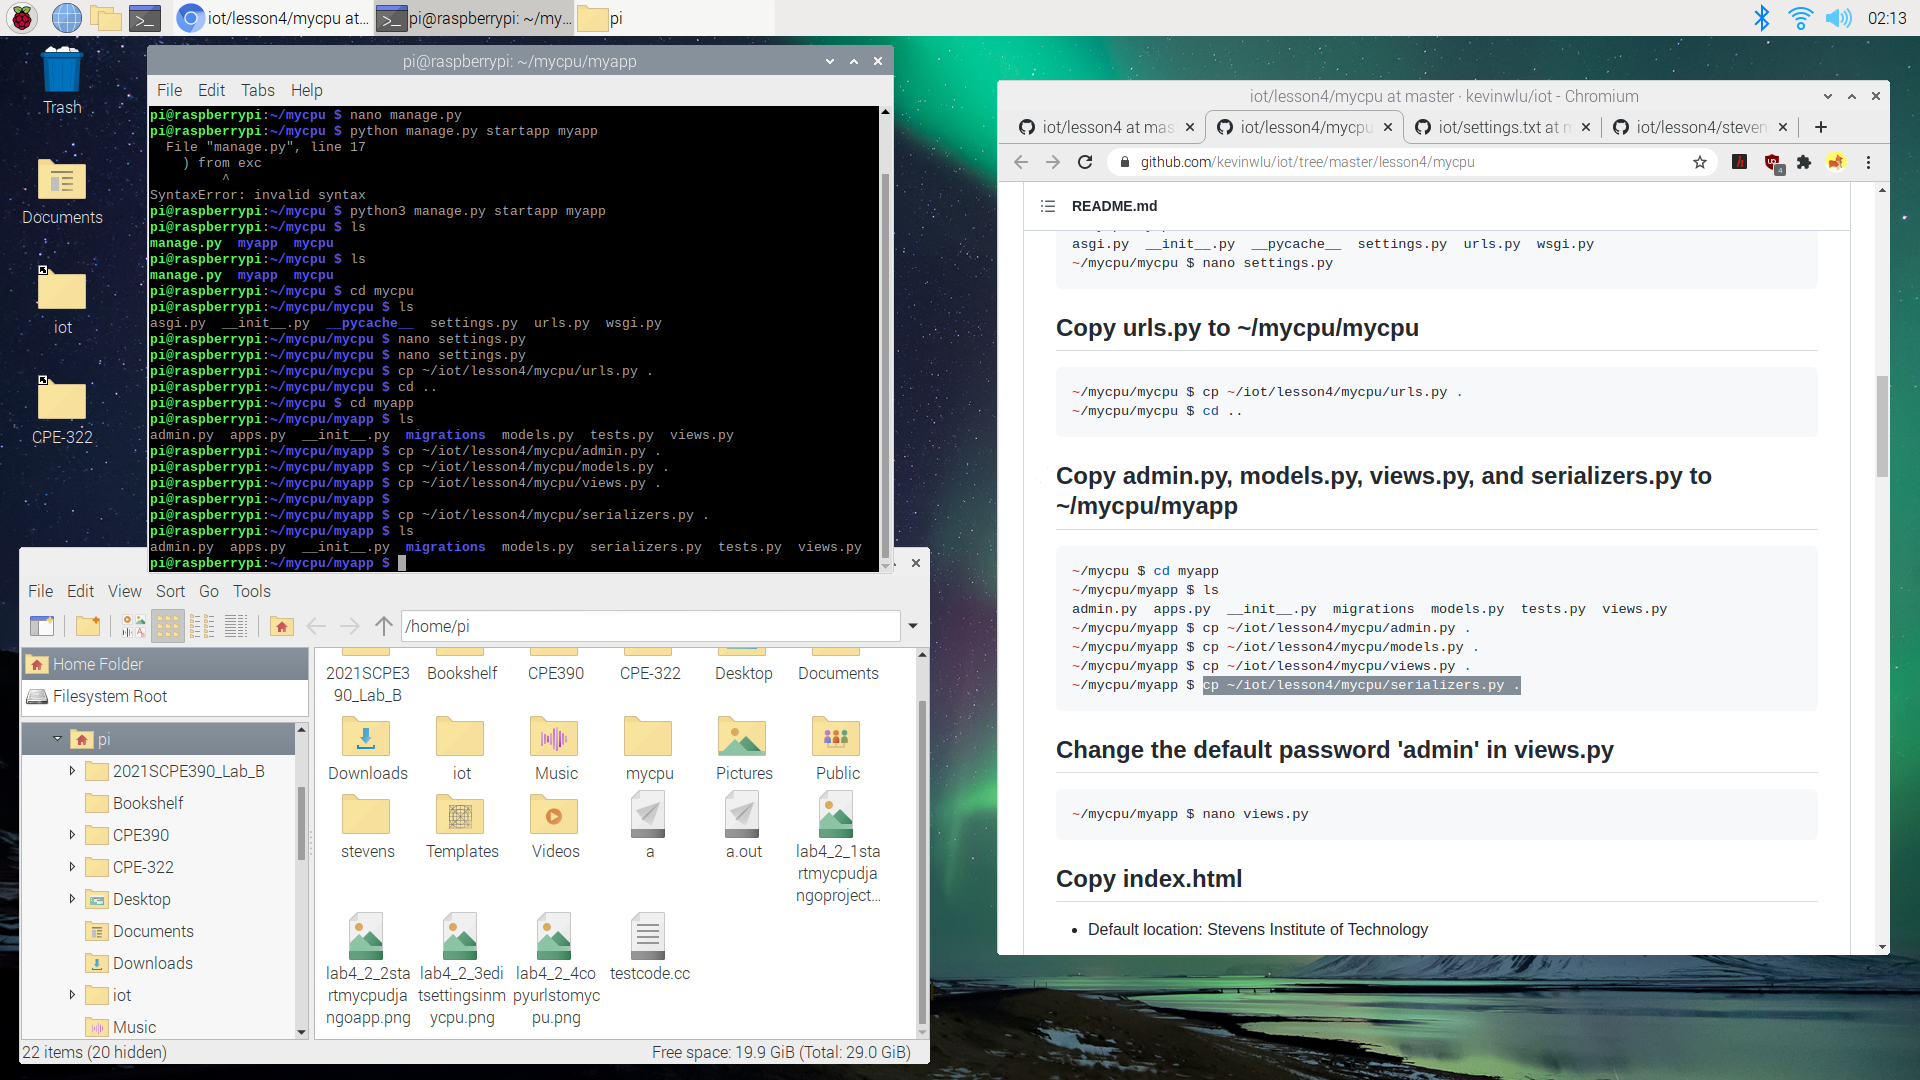 iot/lesson4/mycpu at...
pi@raspberrypi: ~/my...
pi
02:13
Trash
Documents
iot
CPE-322
pi@raspberrypi: ~/mycpu/myapp
File Edit Tabs Help
pi@raspberrypi:~/mycpu $ nano manage.py
pi@raspberrypi:~/mycpu $ python manage.py startapp myapp
  File "manage.py", line 17
    ) from exc
         ^
SyntaxError: invalid syntax
pi@raspberrypi:~/mycpu $ python3 manage.py startapp myapp
pi@raspberrypi:~/mycpu $ ls
manage.py  myapp  mycpu
pi@raspberrypi:~/mycpu $ ls
manage.py  myapp  mycpu
pi@raspberrypi:~/mycpu $ cd mycpu
pi@raspberrypi:~/mycpu/mycpu $ ls
asgi.py  __init__.py  __pycache__  settings.py  urls.py  wsgi.py
pi@raspberrypi:~/mycpu/mycpu $ nano settings.py
pi@raspberrypi:~/mycpu/mycpu $ nano settings.py
pi@raspberrypi:~/mycpu/mycpu $ cp ~/iot/lesson4/mycpu/urls.py .
pi@raspberrypi:~/mycpu/mycpu $ cd ..
pi@raspberrypi:~/mycpu $ cd myapp
pi@raspberrypi:~/mycpu/myapp $ ls
admin.py  apps.py  __init__.py  migrations  models.py  tests.py  views.py
pi@raspberrypi:~/mycpu/myapp $ cp ~/iot/lesson4/mycpu/admin.py .
pi@raspberrypi:~/mycpu/myapp $ cp ~/iot/lesson4/mycpu/models.py .
pi@raspberrypi:~/mycpu/myapp $ cp ~/iot/lesson4/mycpu/views.py .
pi@raspberrypi:~/mycpu/myapp $
pi@raspberrypi:~/mycpu/myapp $ cp ~/iot/lesson4/mycpu/serializers.py .
pi@raspberrypi:~/mycpu/myapp $ ls
admin.py  apps.py  __init__.py  migrations  models.py  serializers.py  tests.py  views.py
pi@raspberrypi:~/mycpu/myapp $
File Edit View Sort Go Tools
/home/pi
Home Folder
Filesystem Root
pi
2021SCPE390_Lab_B
Bookshelf
CPE390
CPE-322
Desktop
Documents
Downloads
iot
Music
2021SCPE3
90_Lab_B
Bookshelf
CPE390
CPE-322
Desktop
Documents
Downloads
iot
Music
mycpu
Pictures
Public
stevens
Templates
Videos
a
a.out
lab4_2_1sta
rtmycpudja
ngoproject...
lab4_2_2sta
rtmycpudja
ngoapp.png
lab4_2_3edi
tsettingsinm
ycpu.png
lab4_2_4co
pyurlstomyc
pu.png
testcode.cc
22 items (20 hidden)
Free space: 19.9 GiB (Total: 29.0 GiB)
iot/lesson4/mycpu at master · kevinwlu/iot - Chromium
iot/lesson4 at mas
iot/lesson4/mycpu
iot/settings.txt at m
iot/lesson4/steven
github.com/kevinwlu/iot/tree/master/lesson4/mycpu
4
README.md
asgi.py  __init__.py  __pycache__  settings.py  urls.py  wsgi.py
~/mycpu/mycpu $ nano settings.py
Copy urls.py to ~/mycpu/mycpu
~/mycpu/mycpu $ cp ~/iot/lesson4/mycpu/urls.py .
~/mycpu/mycpu $ cd ..
Copy admin.py, models.py, views.py, and serializers.py to
~/mycpu/myapp
~/mycpu $ cd myapp
~/mycpu/myapp $ ls
admin.py  apps.py  __init__.py  migrations  models.py  tests.py  views.py
~/mycpu/myapp $ cp ~/iot/lesson4/mycpu/admin.py .
~/mycpu/myapp $ cp ~/iot/lesson4/mycpu/models.py .
~/mycpu/myapp $ cp ~/iot/lesson4/mycpu/views.py .
~/mycpu/myapp $ cp ~/iot/lesson4/mycpu/serializers.py .
Change the default password 'admin' in views.py
~/mycpu/myapp $ nano views.py
Copy index.html
• Default location: Stevens Institute of Technology